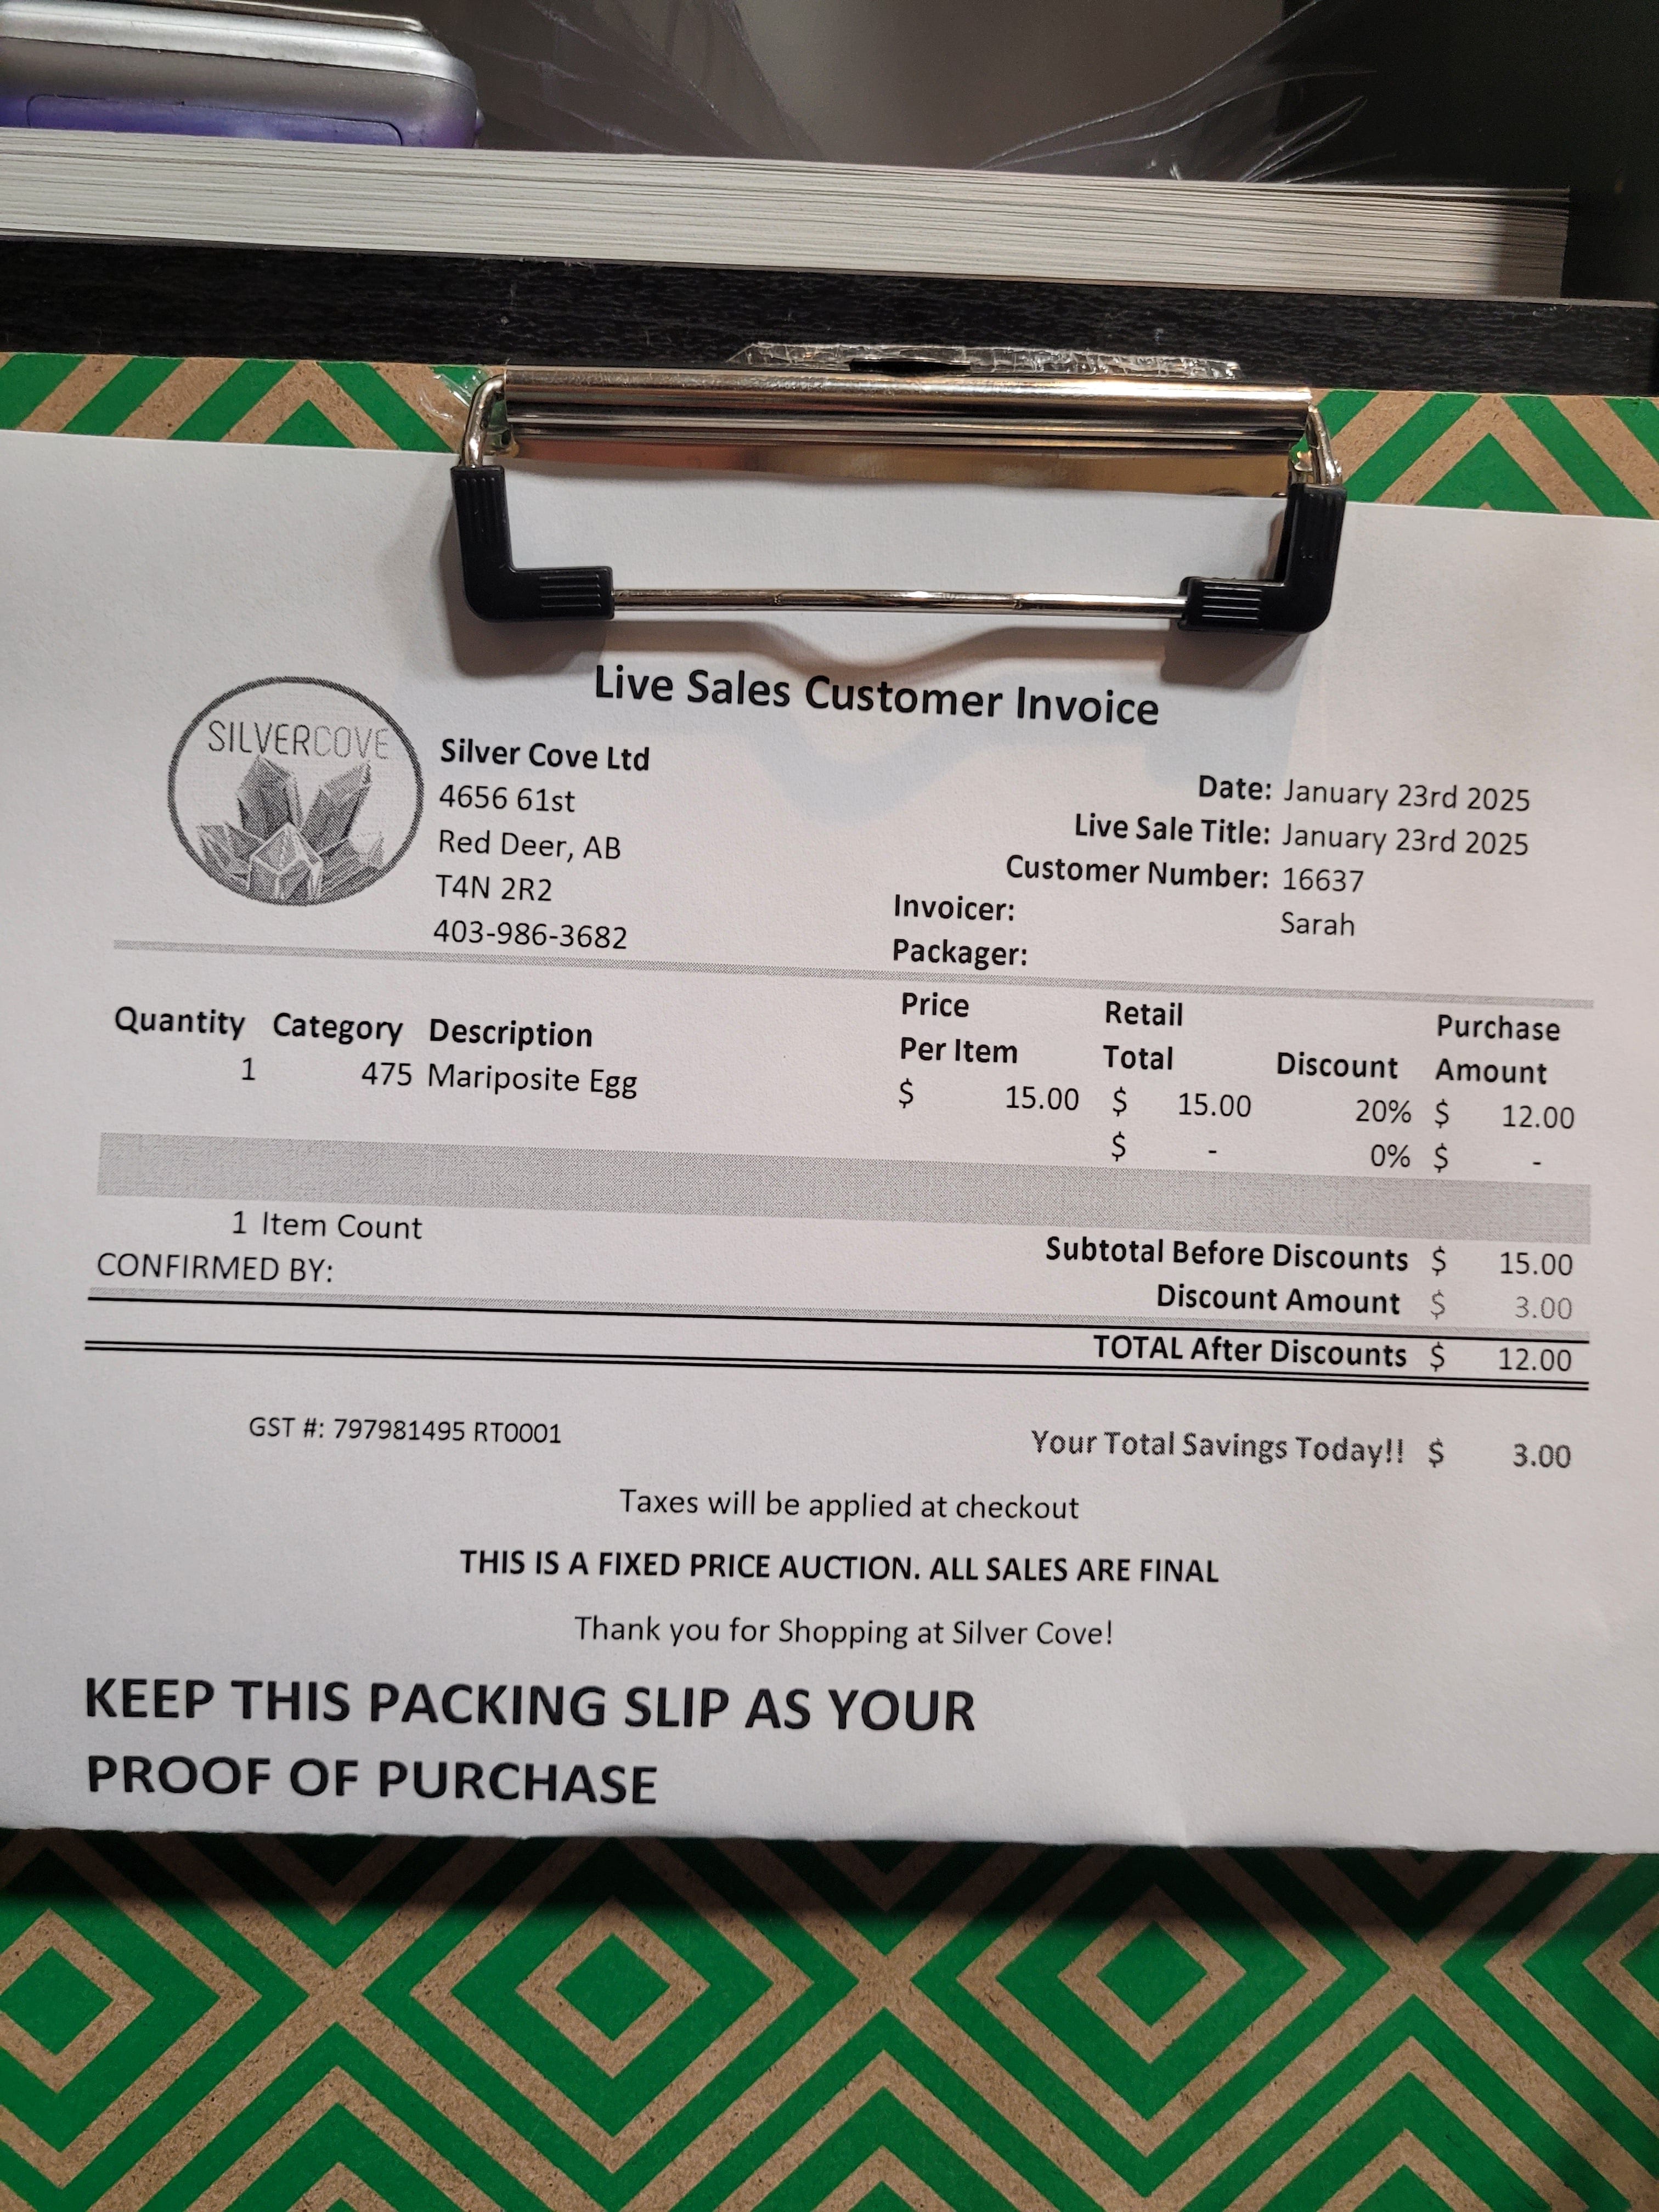 Live Sales Customer Invoice
SILVERCOVE
Silver Cove Ltd
4656 61st
Red Deer, AB
T4N 2R2
403-986-3682
Date: January 23rd 2025
Live Sale Title: January 23rd 2025
Customer Number: 16637
Invoicer: Sarah
Packager:
Quantity Category Description Price Per Item Retail Total Discount Purchase Amount
1 475 Mariposite Egg $ 15.00 $ 15.00 20% $ 12.00
$ - 0% $ -
1 Item Count
CONFIRMED BY:
Subtotal Before Discounts $ 15.00
Discount Amount $ 3.00
TOTAL After Discounts $ 12.00
GST #: 797981495 RT0001
Your Total Savings Today!! $ 3.00
Taxes will be applied at checkout
THIS IS A FIXED PRICE AUCTION. ALL SALES ARE FINAL
Thank you for Shopping at Silver Cove!
KEEP THIS PACKING SLIP AS YOUR
PROOF OF PURCHASE